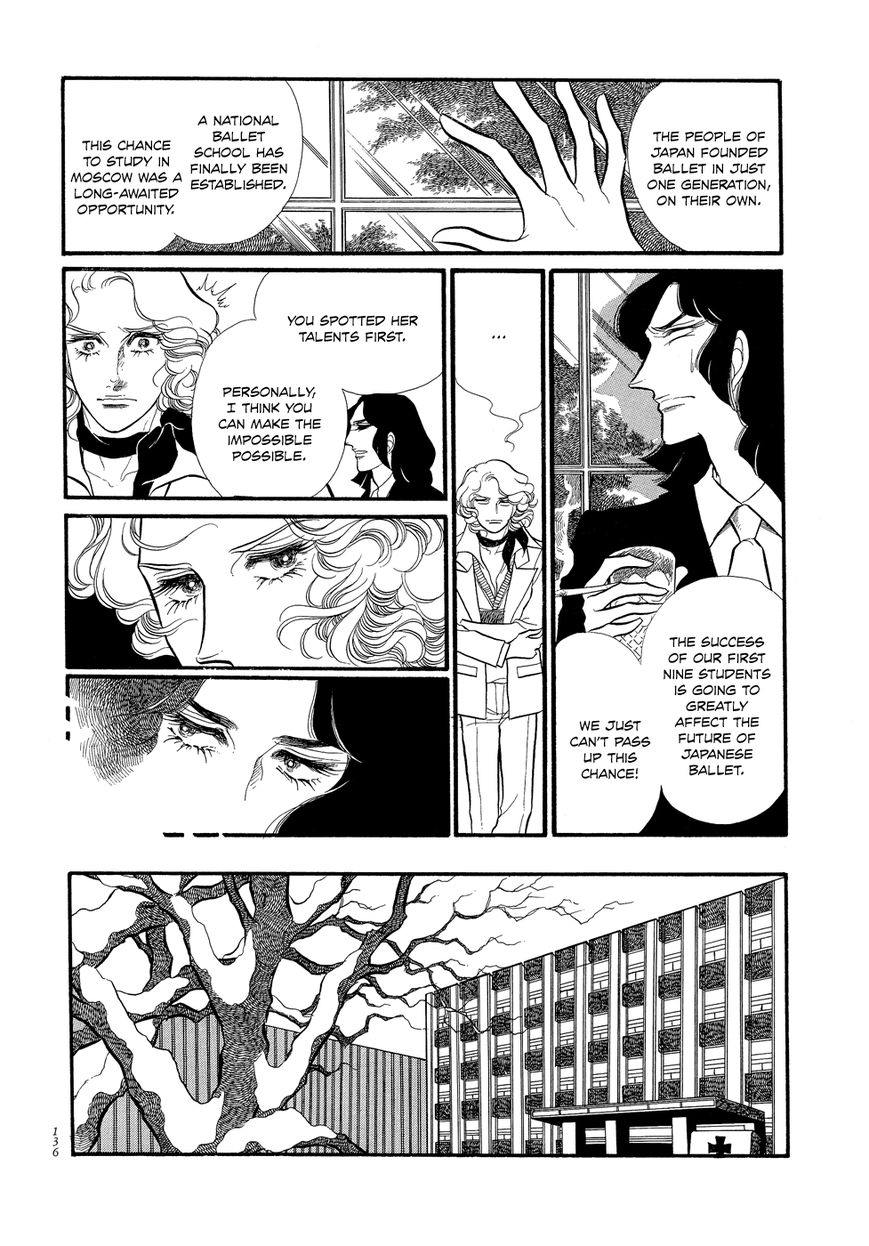 THE PEOPLE OF
JAPAN FOUNDED
BALLET IN JUST
ONE GENERATION,
ON THEIR OWN.
A NATIONAL
BALLET
SCHOOL HAS
FINALLY BEEN
ESTABLISHED.
THIS CHANCE
TO STUDY IN
MOSCOW WAS A
LONG-AWAITED
OPPORTUNITY.
THE SUCCESS
OF OUR FIRST
NINE STUDENTS
IS GOING TO
GREATLY
AFFECT THE
FUTURE OF
JAPANESE
BALLET.
WE JUST
CAN'T PASS
UP THIS
CHANCE!
...
YOU SPOTTED HER
TALENTS FIRST.
PERSONALLY,
I THINK YOU
CAN MAKE THE
IMPOSSIBLE
POSSIBLE.
136